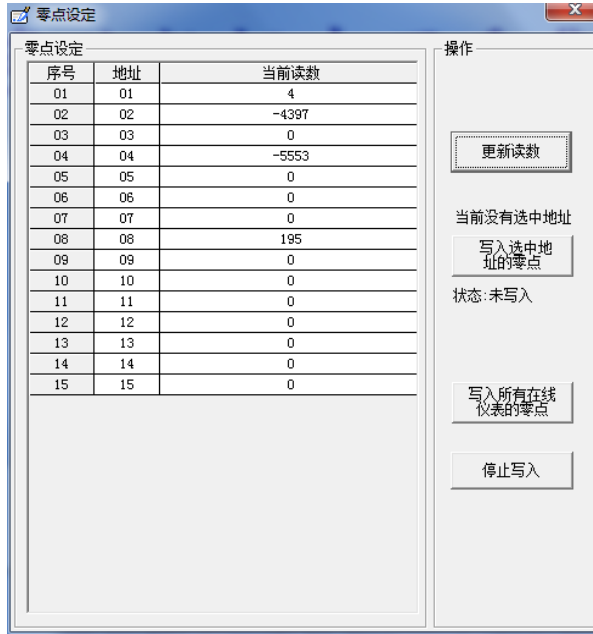 零点设定
零点设定
序号 地址 当前读数
01 01 4
02 02 -4397
03 03 0
04 04 -5553
05 05 0
06 06 0
07 07 0
08 08 195
09 09 0
10 10 0
11 11 0
12 12 0
13 13 0
14 14 0
15 15 0
操作
更新读数
当前没有选中地址
写入选中地
址的零点
状态:未写入
写入所有在线
仪表的零点
停止写入